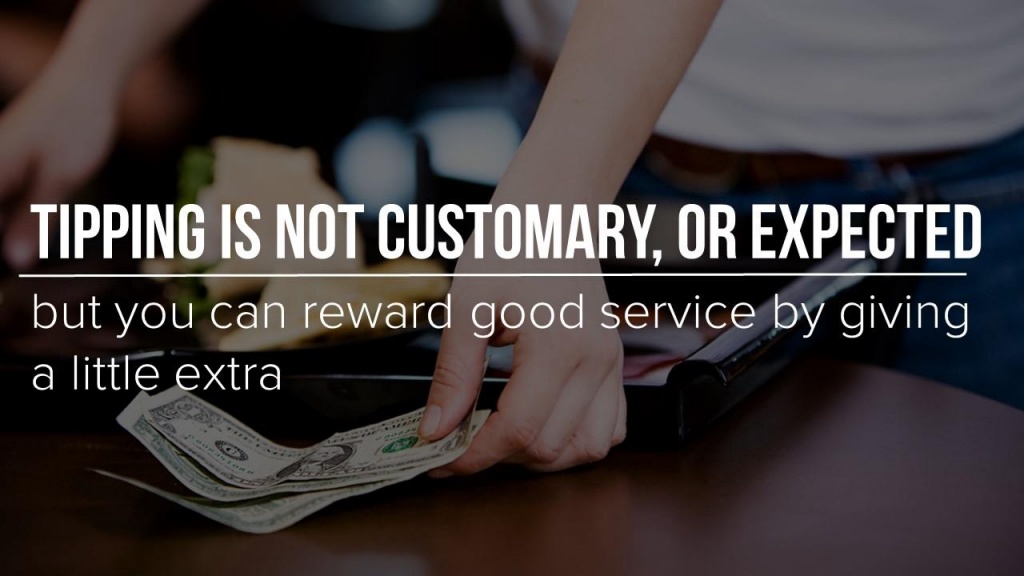 TIPPING IS NOT CUSTOMARY, OR EXPECTED
but you can reward good service by giving
a little extra